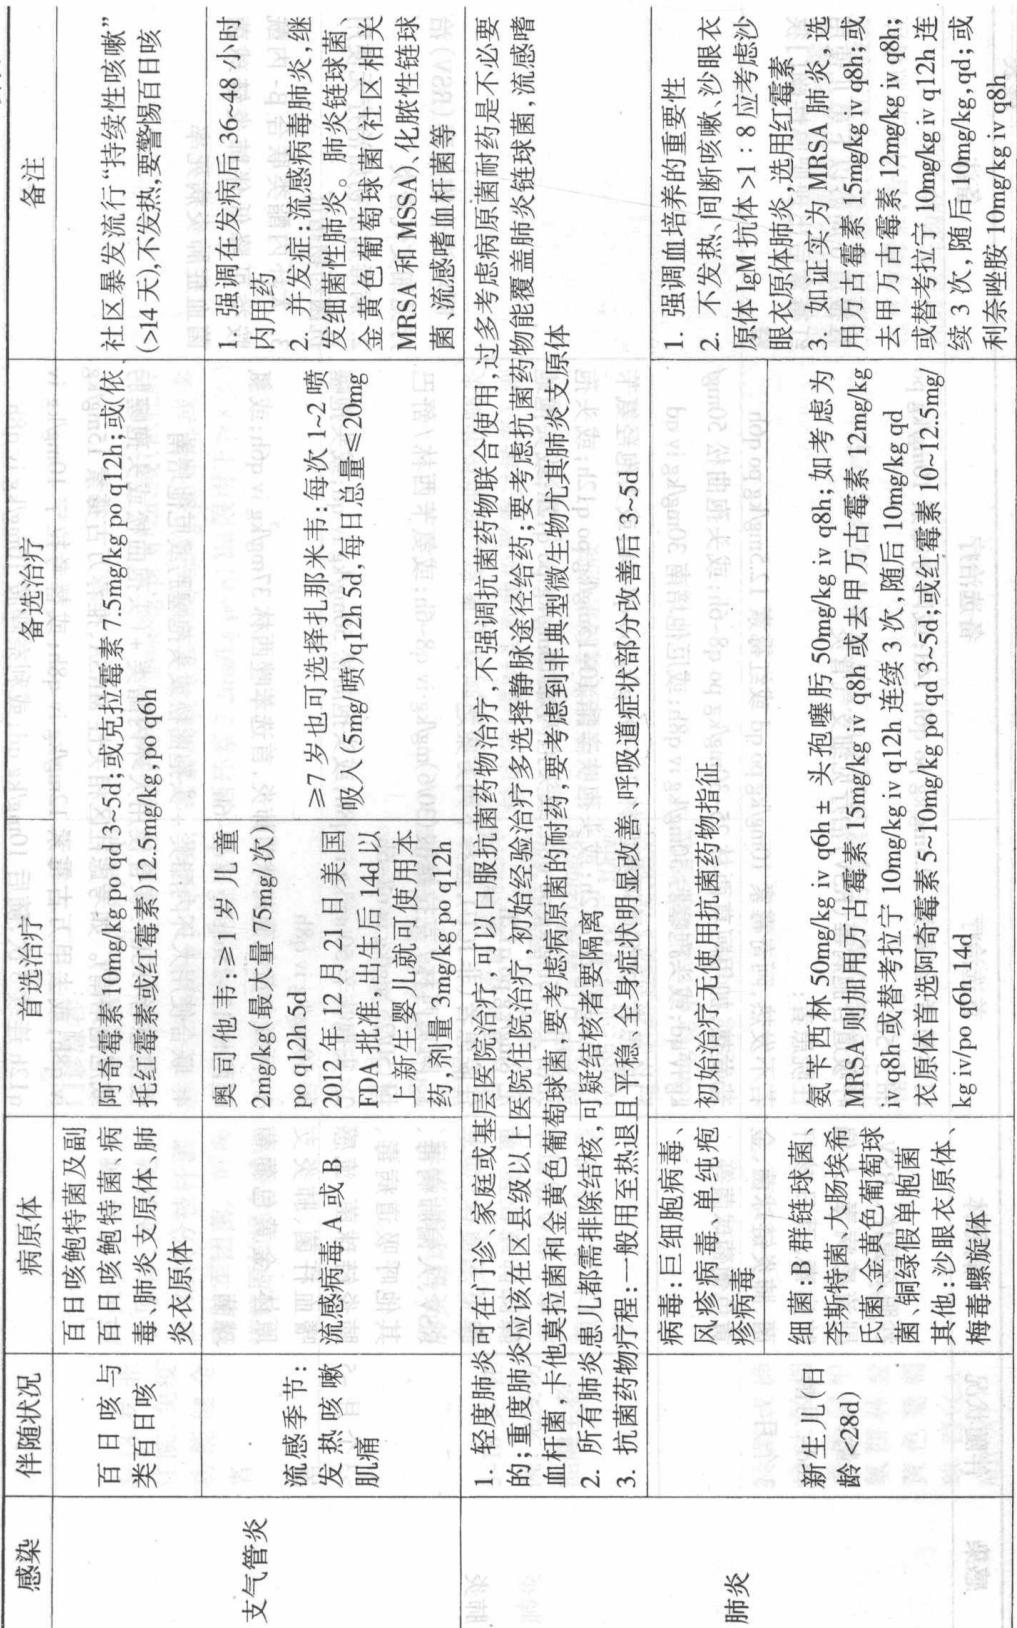 感染
伴随状况
病原体
首选治疗
备选治疗
备注
支气管炎
百日咳与
类百日咳
百日咳鲍特菌及副
百日咳鲍特菌、病
毒、肺炎支原体、肺
炎衣原体
阿奇霉素 10mg/kg po qd 3~5d;或克拉霉素 7.5mg/kg po q12h;或(依
托红霉素或红霉素)12.5mg/kg,po q6h
社区暴发流行“持续性咳嗽”
(>14 天),不发热,要警惕百日咳
流感季节:
发热咳嗽
肌痛
流感病毒 A 或 B
奥司他韦:≥1 岁儿童
2mg/kg(最大量 75mg/次)
po q12h 5d
2012 年 12 月 21 日美国
FDA 批准,出生后 14d 以
上新生婴儿就可使用本
药,剂量 3mg/kg po q12h
≥7 岁也可选择扎那米韦:每次 1~2 喷
吸入(5mg/喷)q12h 5d,每日总量≤20mg
1. 强调在发病后 36~48 小时
内用药
2. 并发症:流感病毒肺炎,继
发细菌性肺炎。肺炎链球菌、
金黄色葡萄球菌(社区相关
MRSA 和 MSSA)、化脓性链球
菌、流感嗜血杆菌等
肺炎
1. 轻度肺炎可在门诊、家庭或基层医院治疗,可以口服抗菌药物治疗,不强调抗菌药物联合使用,过多考虑病原菌耐药是不必要
的;重度肺炎应该在区县级以上医院住院治疗,初始经验治疗多选择静脉途径给药;要考虑抗菌药物能覆盖肺炎链球菌,流感嗜
血杆菌,卡他莫拉菌和金黄色葡萄球菌,要考虑病原菌的耐药,要考虑到非典型微生物尤其肺炎支原体
2. 所有肺炎患儿都需排除结核,可疑结核者要隔离
3. 抗菌药物疗程:一般用至热退且平稳、全身症状明显改善、呼吸道症状部分改善后 3~5d
新生儿(日
龄 <28d)
病毒:巨细胞病毒、
风疹病毒、单纯疱
疹病毒
初始治疗无使用抗菌药物指征
细菌:B 群链球菌、
李斯特菌、大肠埃希
氏菌、金黄色葡萄球
菌、铜绿假单胞菌
其他:沙眼衣原体、
梅毒螺旋体
氨苄西林 50mg/kg iv q6h ± 头孢噻肟 50mg/kg iv q8h;如考虑为
MRSA 则加用万古霉素 15mg/kg iv q8h 或去甲万古霉素 12mg/kg
iv q8h 或替考拉宁 10mg/kg iv q12h 连续 3 次,随后 10mg/kg qd
衣原体首选阿奇霉素 5~10mg/kg po qd 3~5d;或红霉素 10~12.5mg/
kg iv/po q6h 14d
1. 强调血培养的重要性
2. 不发热、间断咳嗽、沙眼衣
原体 IgM 抗体 >1∶8 应考虑沙
眼衣原体肺炎,选用红霉素
3. 如证实为 MRSA 肺炎,选
用万古霉素 15mg/kg iv q8h;或
去甲万古霉素 12mg/kg iv q8h;
或替考拉宁 10mg/kg iv q12h 连
续 3 次,随后 10mg/kg,qd;或
利奈唑胺 10mg/kg iv q8h